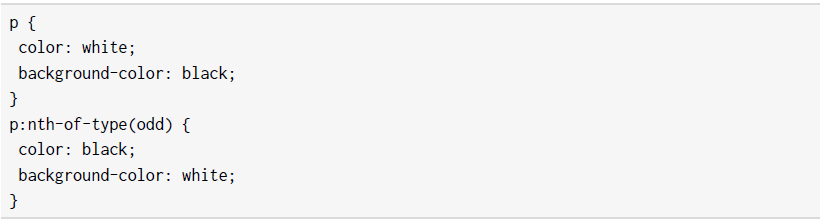 p {
 color: white;
 background-color: black;
}
p:nth-of-type(odd) {
 color: black;
 background-color: white;
}